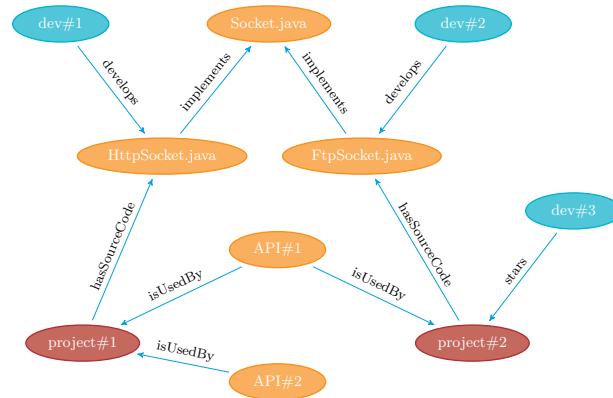 dev#1
Socket.java
dev#2
develops
implements
implements
develops
HttpSocket.java
FtpSocket.java
dev#3
hasSourceCode
hasSourceCode
API#1
stars
isUsedBy
isUsedBy
project#1
project#2
isUsedBy
API#2